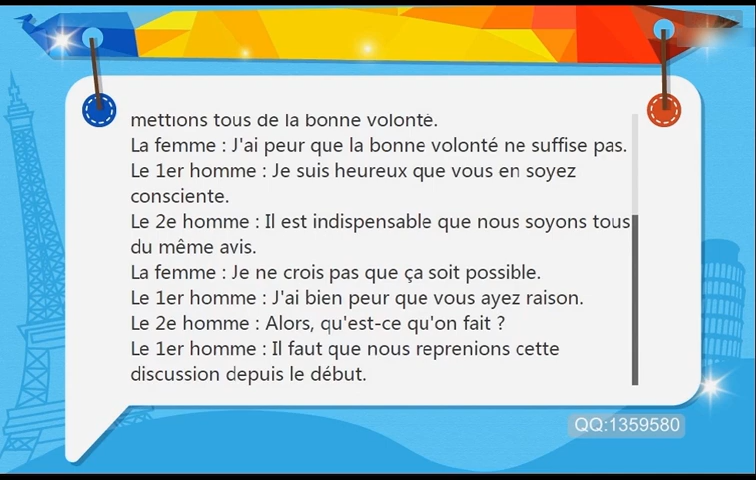 mettions tous de la bonne volonté.
La femme : J'ai peur que la bonne volonté ne suffise pas.
Le 1er homme : Je suis heureux que vous en soyez
consciente.
Le 2e homme : Il est indispensable que nous soyons tous
du même avis.
La femme : Je ne crois pas que ça soit possible.
Le 1er homme : J'ai bien peur que vous ayez raison.
Le 2e homme : Alors, qu'est-ce qu'on fait ?
Le 1er homme : Il faut que nous reprenions cette
discussion depuis le début.
QQ:1359580